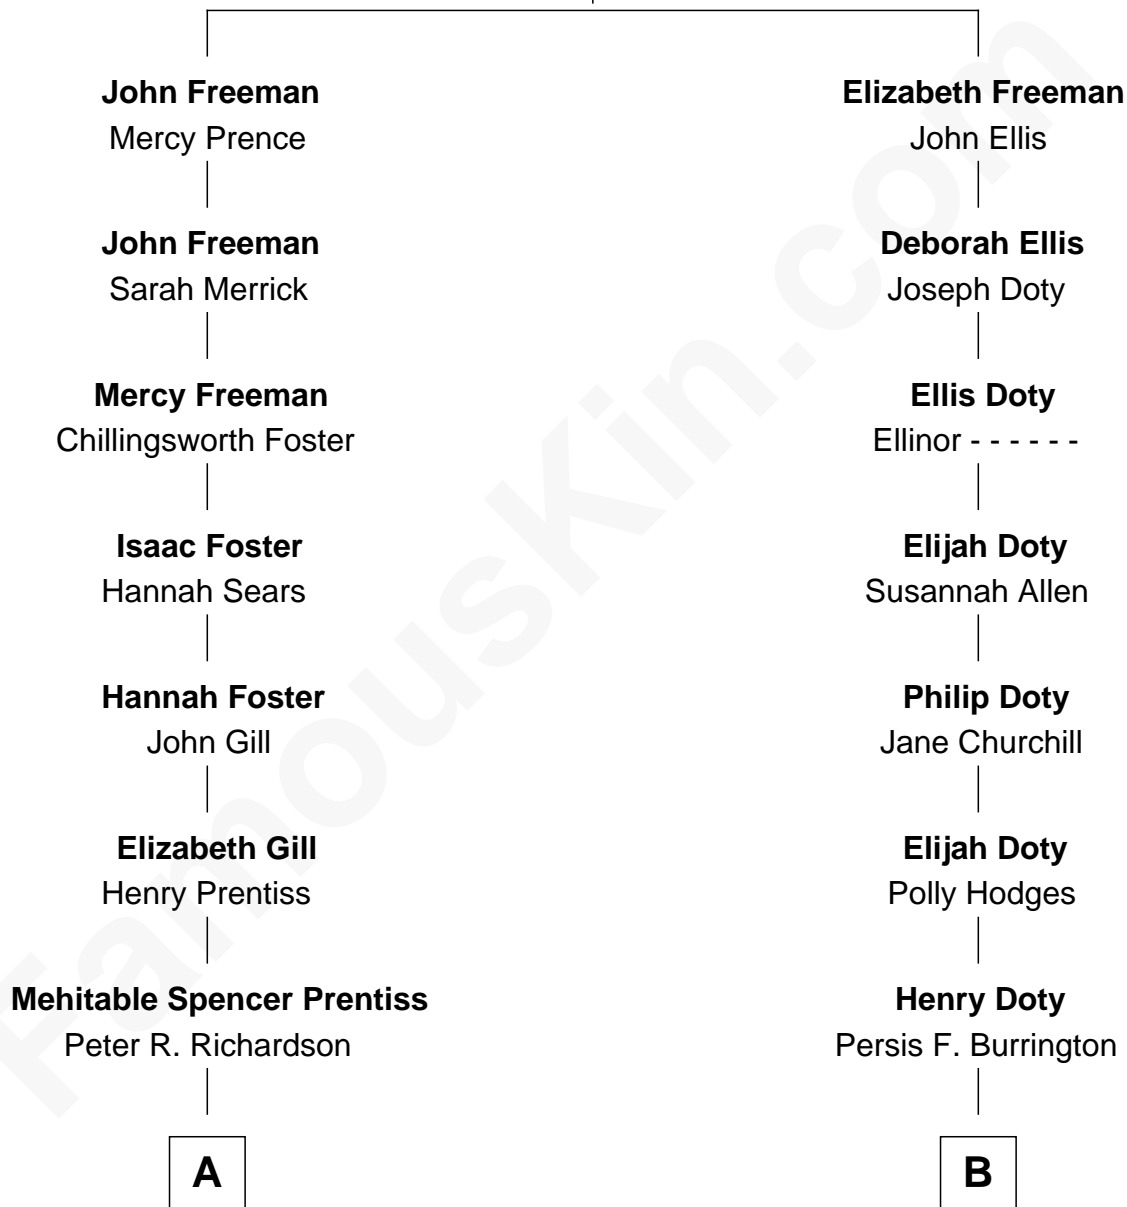 John Freeman
Mercy Prence
John Freeman
Sarah Merrick
Mercy Freeman
Chillingsworth Foster
Isaac Foster
Hannah Sears
Hannah Foster
John Gill
Elizabeth Gill
Henry Prentiss
Mehitable Spencer Prentiss
Peter R. Richardson
A
Elizabeth Freeman
John Ellis
Deborah Ellis
Joseph Doty
Ellis Doty
Ellinor - - - - - -
Elijah Doty
Susannah Allen
Philip Doty
Jane Churchill
Elijah Doty
Polly Hodges
Henry Doty
Persis F. Burrington
B
FamousKin.com